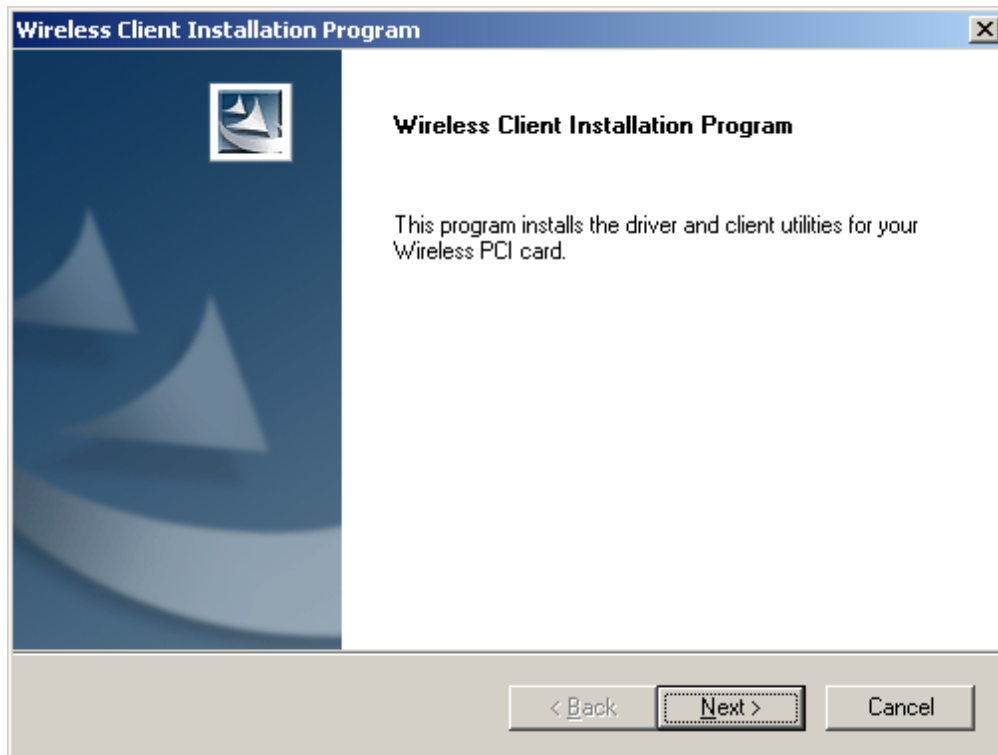 Wireless Client Installation Program
Wireless Client Installation Program
This program installs the driver and client utilities for your
Wireless PCI card.
< Back
Next >
Cancel